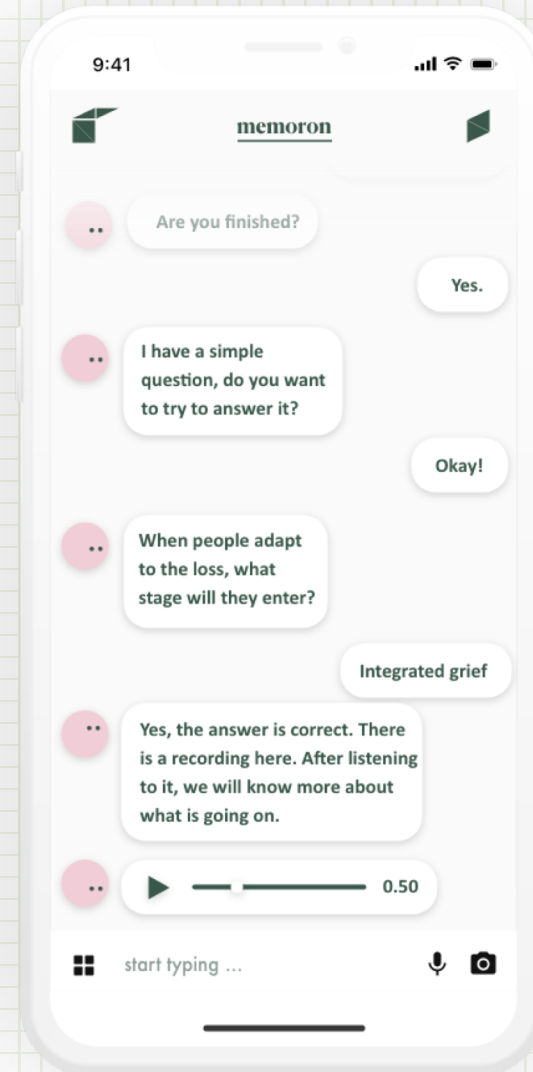 9:41
memoron
Are you finished?
Yes.
I have a simple
question, do you want
to try to answer it?
Okay!
When people adapt
to the loss, what
stage will they enter?
Integrated grief
Yes, the answer is correct. There
is a recording here. After listening
to it, we will know more about
what is going on.
0.50
start typing ...